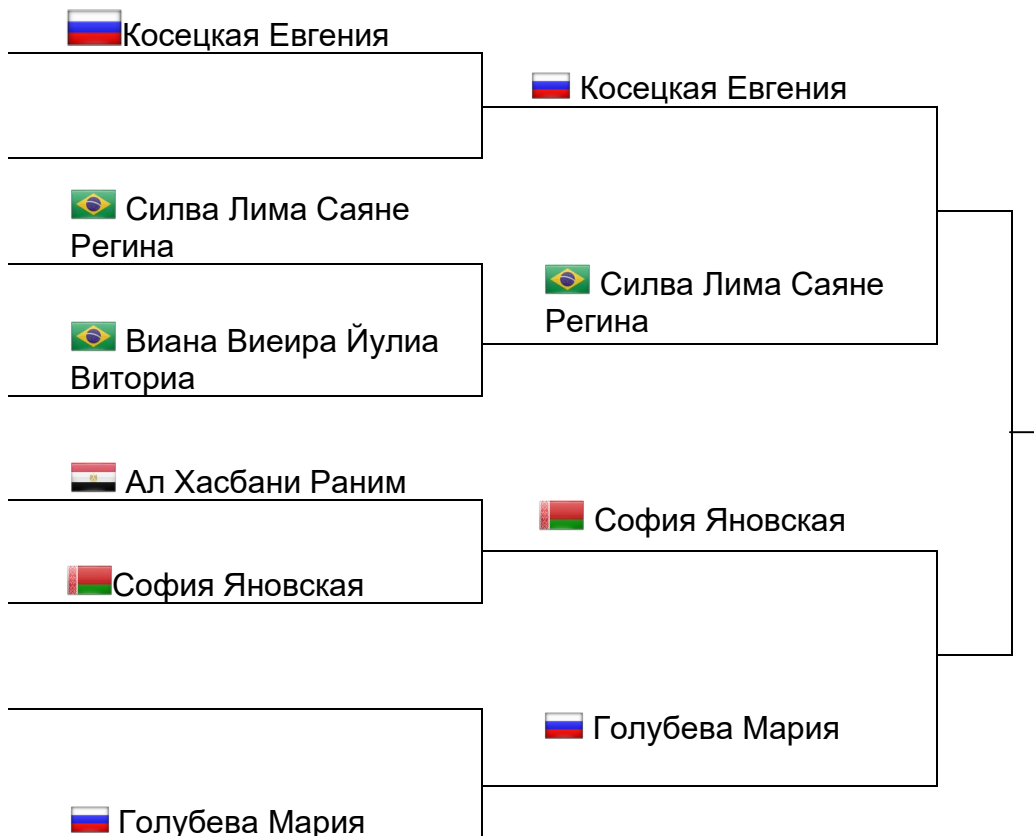 Косецкая Евгения
Косецкая Евгения
Силва Лима Саяне
Регина
Силва Лима Саяне
Регина
Виана Виеира Йулиа
Виториа
Ал Хасбани Раним
София Яновская
София Яновская
Голубева Мария
Голубева Мария